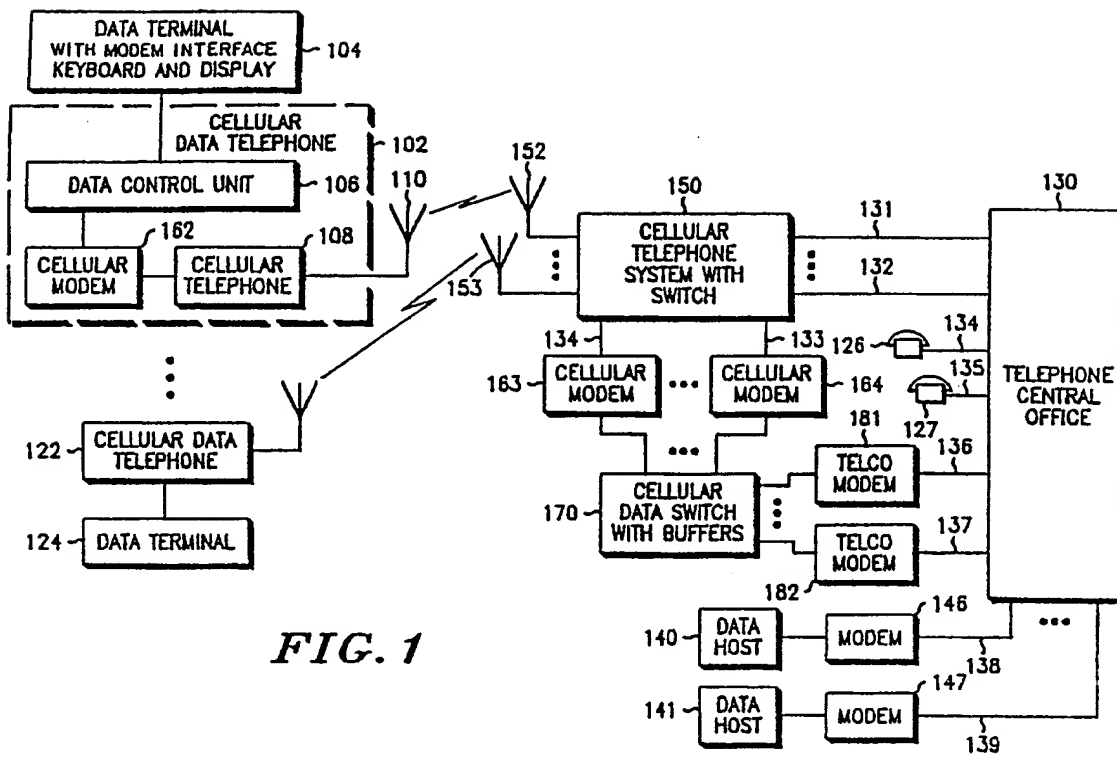 DATA TERMINAL
WITH MODEM INTERFACE
KEYBOARD AND DISPLAY
104
CELLULAR
DATA TELEPHONE
102
DATA CONTROL UNIT
106
162
108
CELLULAR
MODEM
CELLULAR
TELEPHONE
110
152
153
150
CELLULAR
TELEPHONE
SYSTEM WITH
SWITCH
131
132
130
TELEPHONE
CENTRAL
OFFICE
134
133
163
CELLULAR
MODEM
CELLULAR
MODEM
164
126
134
135
127
122
CELLULAR DATA
TELEPHONE
124
DATA TERMINAL
170
CELLULAR
DATA SWITCH
WITH BUFFERS
181
TELCO
MODEM
136
TELCO
MODEM
137
182
140
DATA
HOST
146
MODEM
138
141
DATA
HOST
147
MODEM
139
FIG. 1